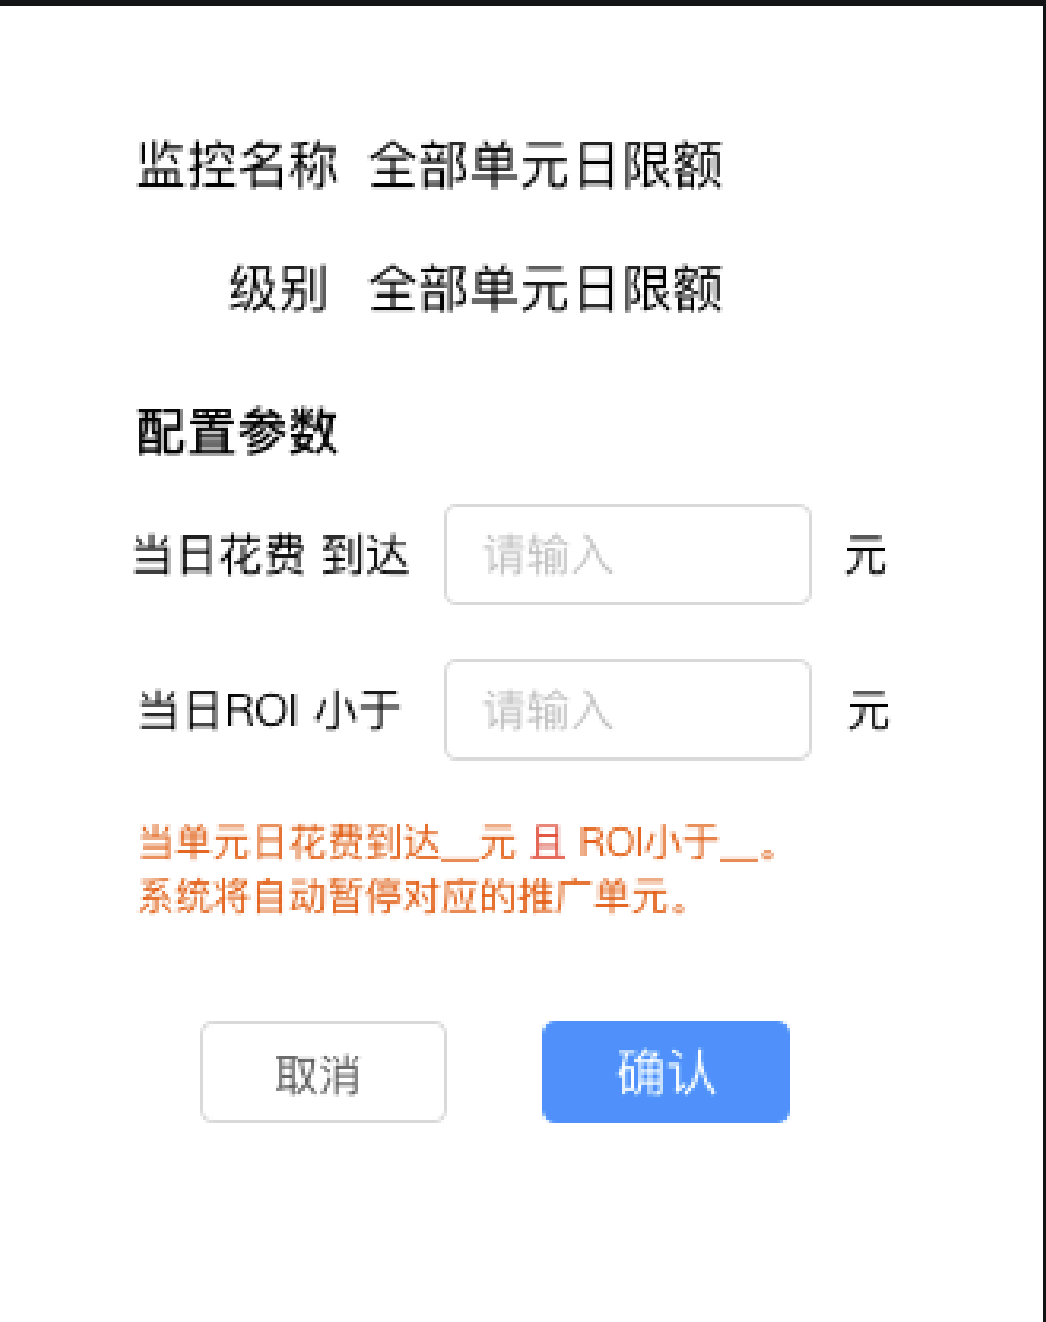 监控名称 全部单元日限额
级别 全部单元日限额
配置参数
当日花费 到达 请输入 元
当日ROI 小于 请输入 元
当单元日花费到达__元 且 ROI小于__。
系统将自动暂停对应的推广单元。
取消 确认